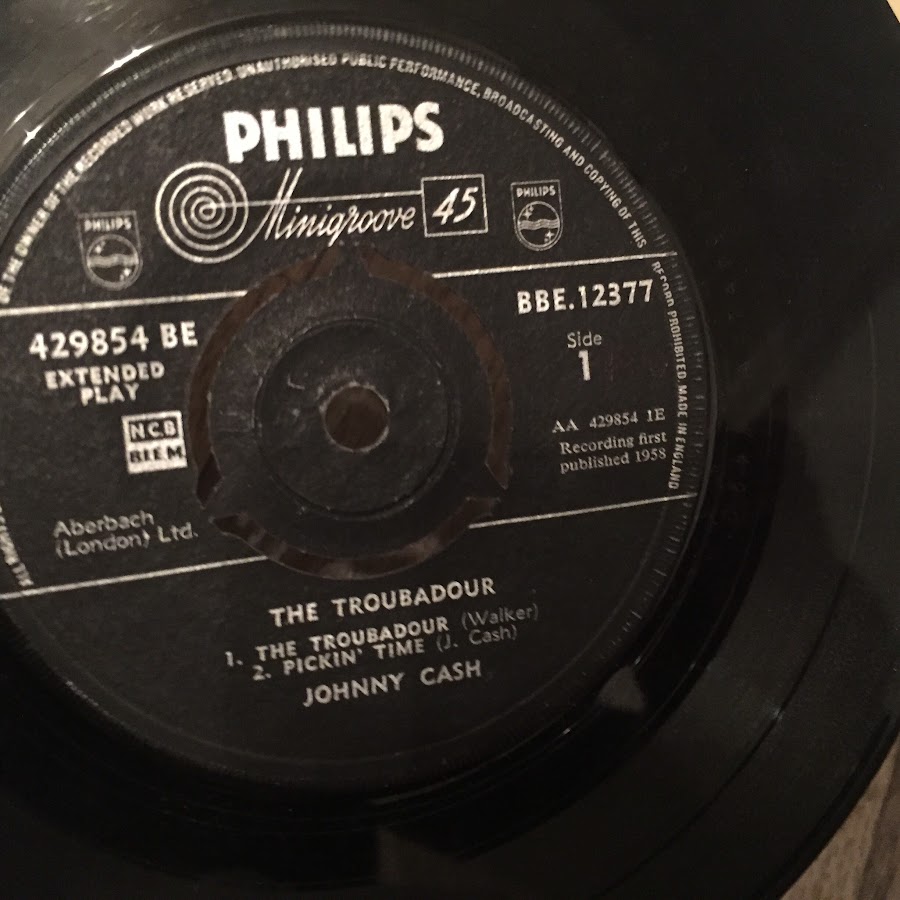 OF THE OWNER OF THE RECORDED WORK RESERVED. UNAUTHORISED PUBLIC PERFORMANCE, BROADCASTING AND COPYING OF THIS RECORD PROHIBITED. MADE IN ENGLAND
PHILIPS
Minigroove 45
PHILIPS
PHILIPS
429854 BE
EXTENDED
PLAY
N.C.B
BIEM
BBE.12377
Side
1
AA 429854 1E
Recording first
published 1958
Aberbach
(London) Ltd.
THE TROUBADOUR
1. THE TROUBADOUR (Walker)
2. PICKIN' TIME (J. Cash)
JOHNNY CASH